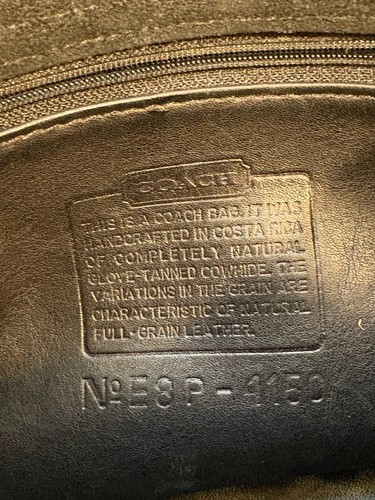 COACH
THIS IS A COACH BAG. IT WAS
HANDCRAFTED IN COSTA RICA
OF COMPLETELY NATURAL
GLOVE-TANNED COWHIDE. THE
VARIATIONS IN THE GRAIN ARE
CHARACTERISTIC OF NATURAL
FULL-GRAIN LEATHER.
NºE8P-4150